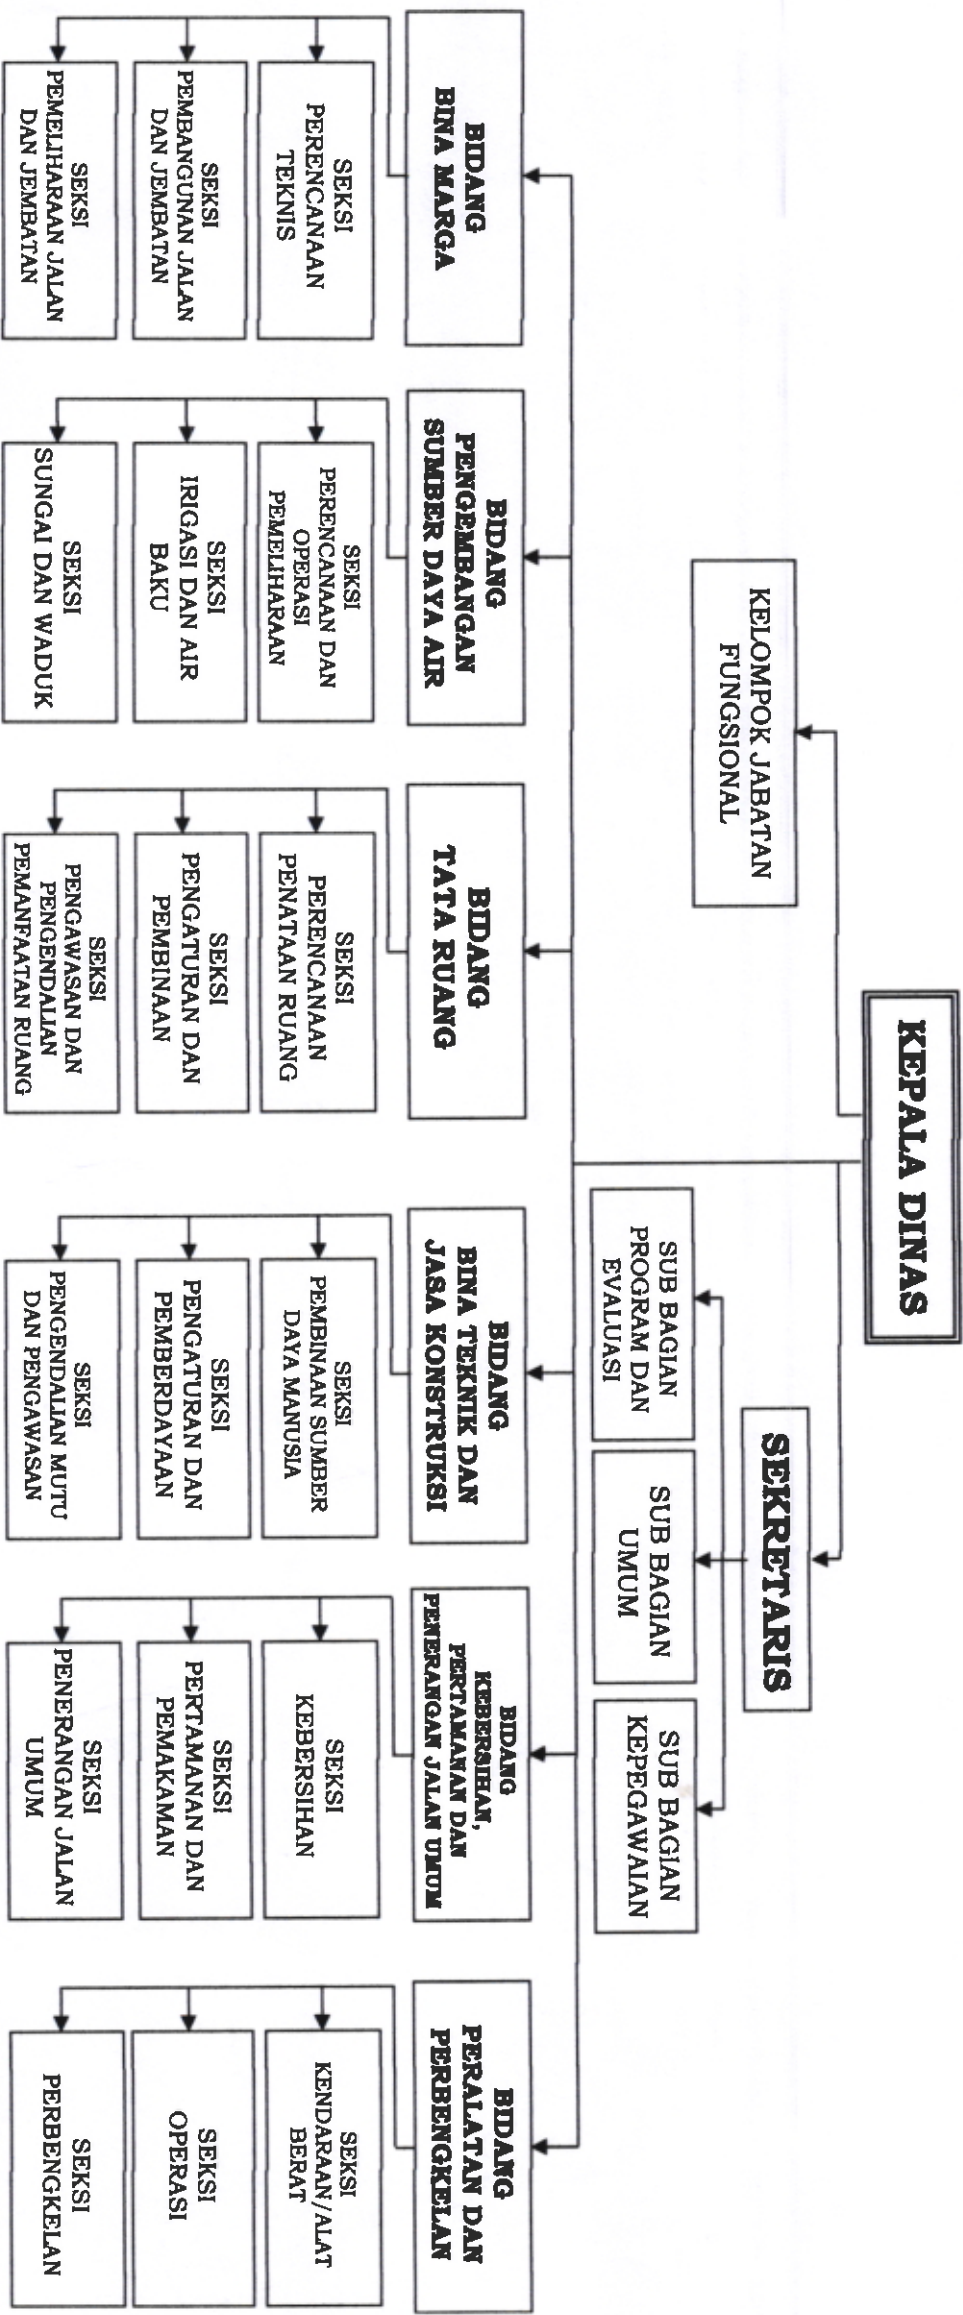 KEPALA DINAS
KELOMPOK JABATAN
FUNGSIONAL
SEKRETARIS
SUB BAGIAN
PROGRAM DAN
EVALUASI
SUB BAGIAN
UMUM
SUB BAGIAN
KEPEGAWAIAN
BIDANG
BINA MARGA
SEKSI
PERENCANAAN
TEKNIS
SEKSI
PEMBANGUNAN JALAN
DAN JEMBATAN
SEKSI
PEMELIHARAAN JALAN
DAN JEMBATAN
BIDANG
PENGEMBANGAN
SUMBER DAYA AIR
SEKSI
PERENCANAAN DAN
OPERASI
PEMELIHARAAN
SEKSI
IRIGASI DAN AIR
BAKU
SEKSI
SUNGAI DAN WADUK
BIDANG
TATA RUANG
SEKSI
PERENCANAAN
PENATAAN RUANG
SEKSI
PENGATURAN DAN
PEMBINAAN
SEKSI
PENGAWASAN DAN
PENGENDALIAN
PEMANFAATAN RUANG
BIDANG
BINA TEKNIK DAN
JASA KONSTRUKSI
SEKSI
PEMBINAAN SUMBER
DAYA MANUSIA
SEKSI
PENGATURAN DAN
PEMBERDAYAAN
SEKSI
PENGENDALIAN MUTU
DAN PENGAWASAN
BIDANG
KEBERSIHAN,
PERTAMANAN DAN
PENERANGAN JALAN UMUM
SEKSI
KEBERSIHAN
SEKSI
PERTAMANAN DAN
PEMAKAMAN
SEKSI
PENERANGAN JALAN
UMUM
BIDANG
PERALATAN DAN
PERBENGKELAN
SEKSI
KENDARAAN/ALAT
BERAT
SEKSI
OPERASI
SEKSI
PERBENGKELAN